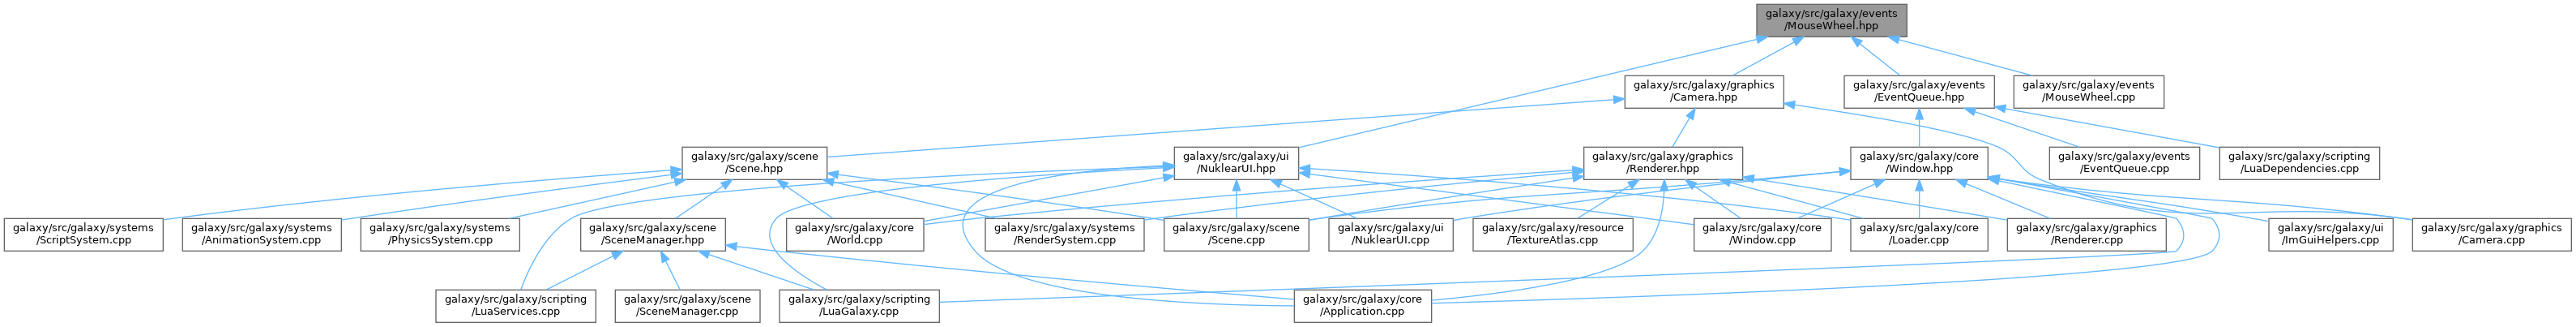 galaxy/src/galaxy/events
/MouseWheel.hpp
galaxy/src/galaxy/graphics
/Camera.hpp
galaxy/src/galaxy/events
/EventQueue.hpp
galaxy/src/galaxy/events
/MouseWheel.cpp
galaxy/src/galaxy/scene
/Scene.hpp
galaxy/src/galaxy/ui
/NuklearUI.hpp
galaxy/src/galaxy/graphics
/Renderer.hpp
galaxy/src/galaxy/core
/Window.hpp
galaxy/src/galaxy/events
/EventQueue.cpp
galaxy/src/galaxy/scripting
/LuaDependencies.cpp
galaxy/src/galaxy/systems
/ScriptSystem.cpp
galaxy/src/galaxy/systems
/AnimationSystem.cpp
galaxy/src/galaxy/systems
/PhysicsSystem.cpp
galaxy/src/galaxy/scene
/SceneManager.hpp
galaxy/src/galaxy/core
/World.cpp
galaxy/src/galaxy/systems
/RenderSystem.cpp
galaxy/src/galaxy/scene
/Scene.cpp
galaxy/src/galaxy/ui
/NuklearUI.cpp
galaxy/src/galaxy/resource
/TextureAtlas.cpp
galaxy/src/galaxy/core
/Window.cpp
galaxy/src/galaxy/core
/Loader.cpp
galaxy/src/galaxy/graphics
/Renderer.cpp
galaxy/src/galaxy/ui
/ImGuiHelpers.cpp
galaxy/src/galaxy/graphics
/Camera.cpp
galaxy/src/galaxy/scripting
/LuaServices.cpp
galaxy/src/galaxy/scene
/SceneManager.cpp
galaxy/src/galaxy/scripting
/LuaGalaxy.cpp
galaxy/src/galaxy/core
/Application.cpp